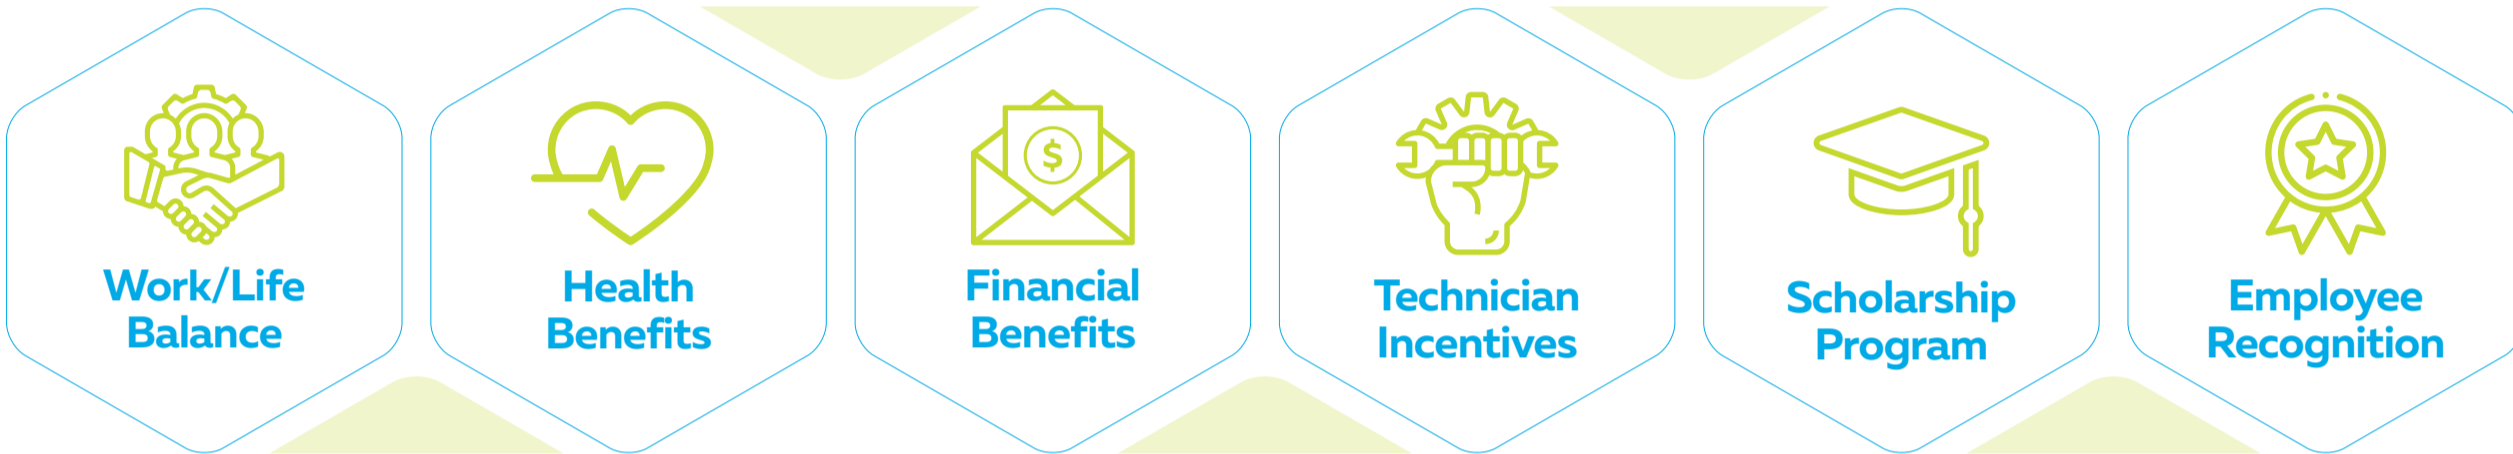 Work/Life
Balance
Health
Benefits
Financial
Benefits
Technician
Incentives
Scholarship
Program
Employee
Recognition
$